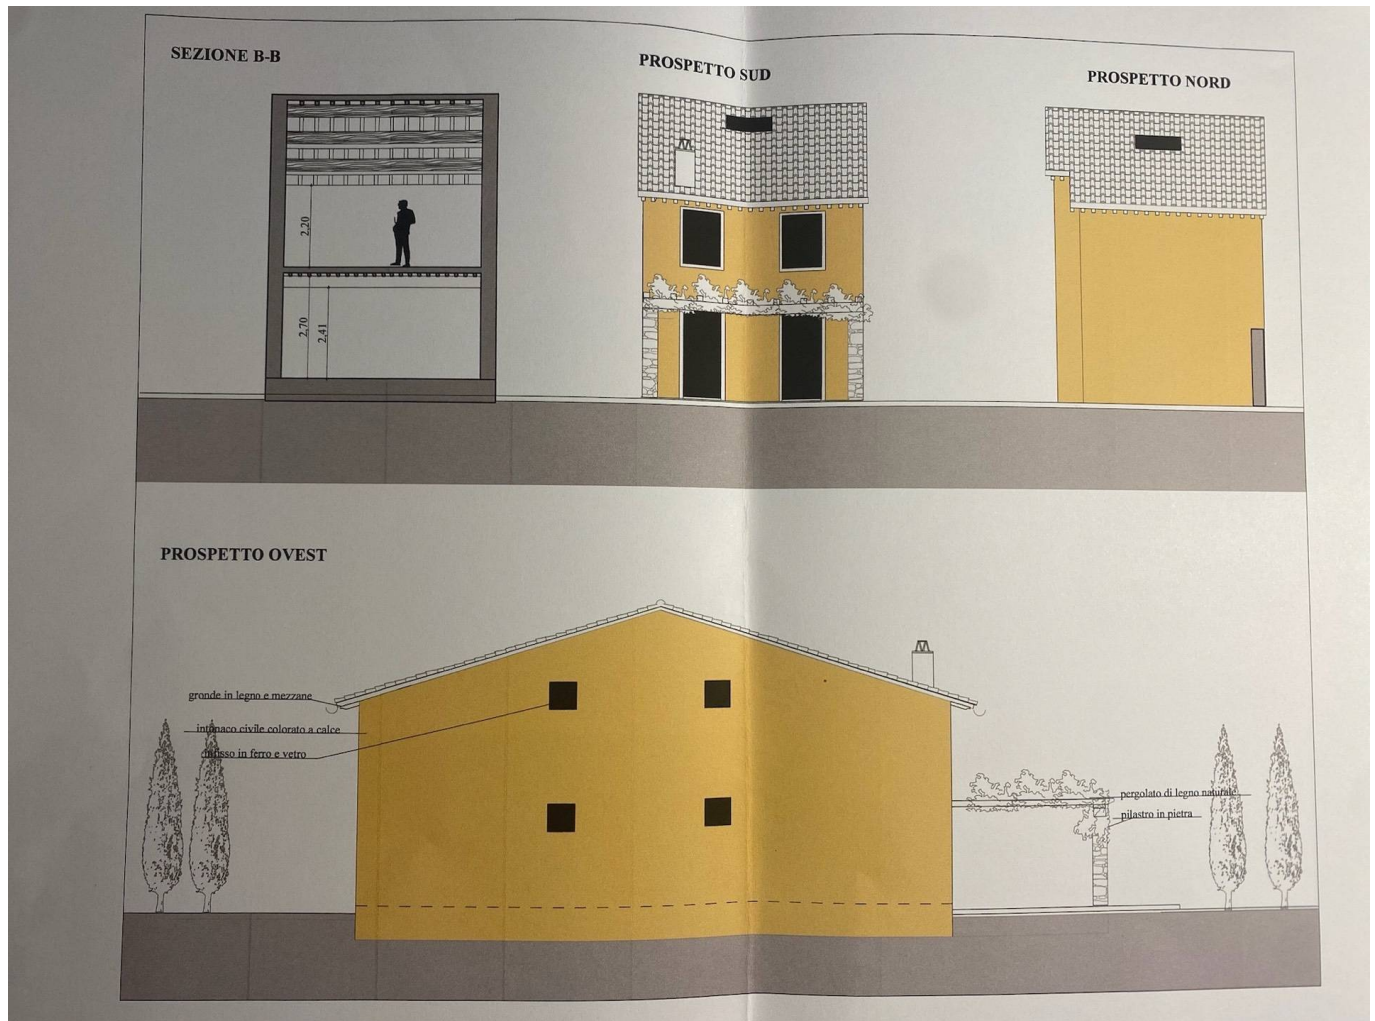 SEZIONE B-B
PROSPETTO SUD
PROSPETTO NORD
2,20
2,70
2,41
PROSPETTO OVEST
gronde in legno e mezzane
intonaco civile colorato a calce
infisso in ferro e vetro
pergolato di legno naturale
pilastro in pietra